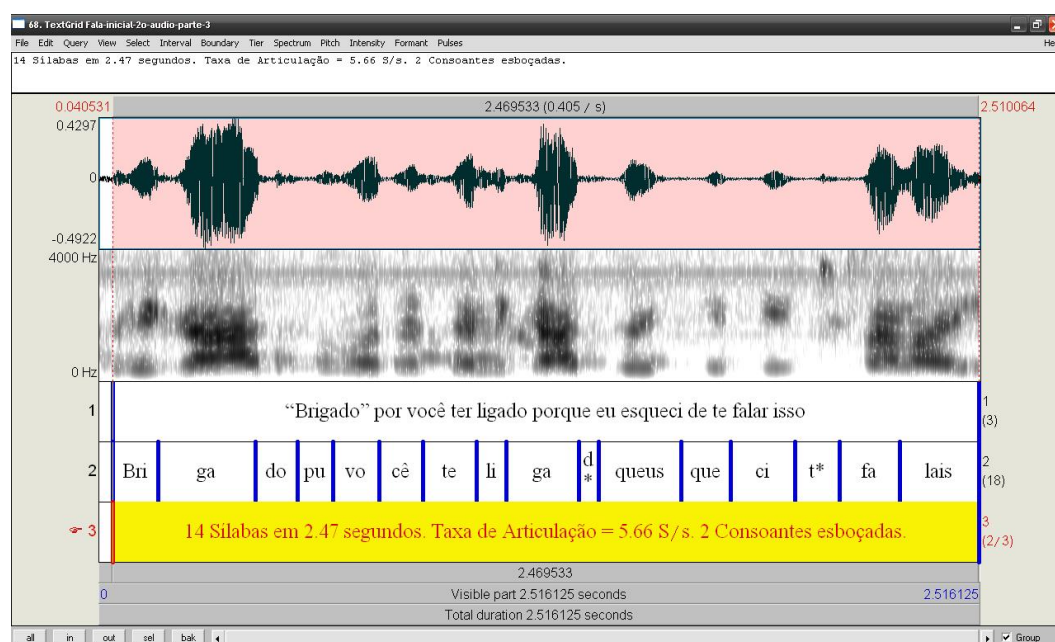 68. TextGrid Fala-inicial-2o-audio-parte-3
File Edit Query View Select Interval Boundary Tier Spectrum Pitch Intensity Formant Pulses He
14 Sílabas em 2.47 segundos. Taxa de Articulação = 5.66 S/s. 2 Consoantes esboçadas.
0.040531 2.469533 (0.405 / s) 2.510064
0.4297
0
-0.4922
4000 Hz
0 Hz
1 “Brigado” por você ter ligado porque eu esqueci de te falar isso 1 (3)
2 Bri ga do pu vo cê te li ga d* queus que ci t* fa lais 2 (18)
3 14 Sílabas em 2.47 segundos. Taxa de Articulação = 5.66 S/s. 2 Consoantes esboçadas. 3 (2/3)
2.469533
0 Visible part 2.516125 seconds 2.516125
Total duration 2.516125 seconds
all in out sel bak Group